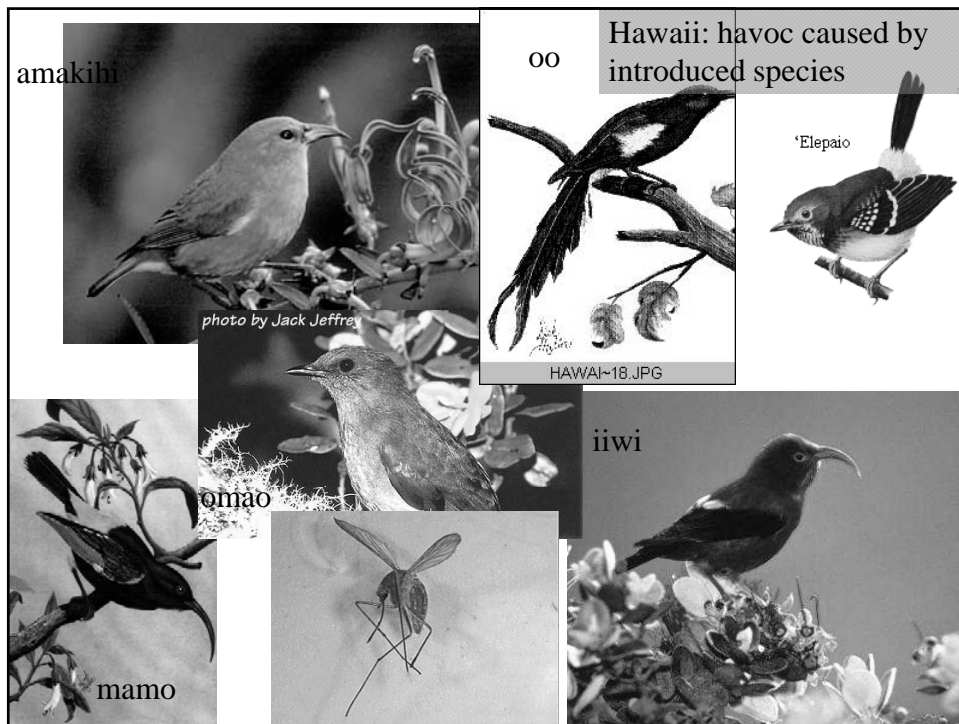 Hawaii: havoc caused by
introduced species
amakihi
oo
‘Elepaio
photo by Jack Jeffrey
HAWAI~18.JPG
omao
iiwi
mamo